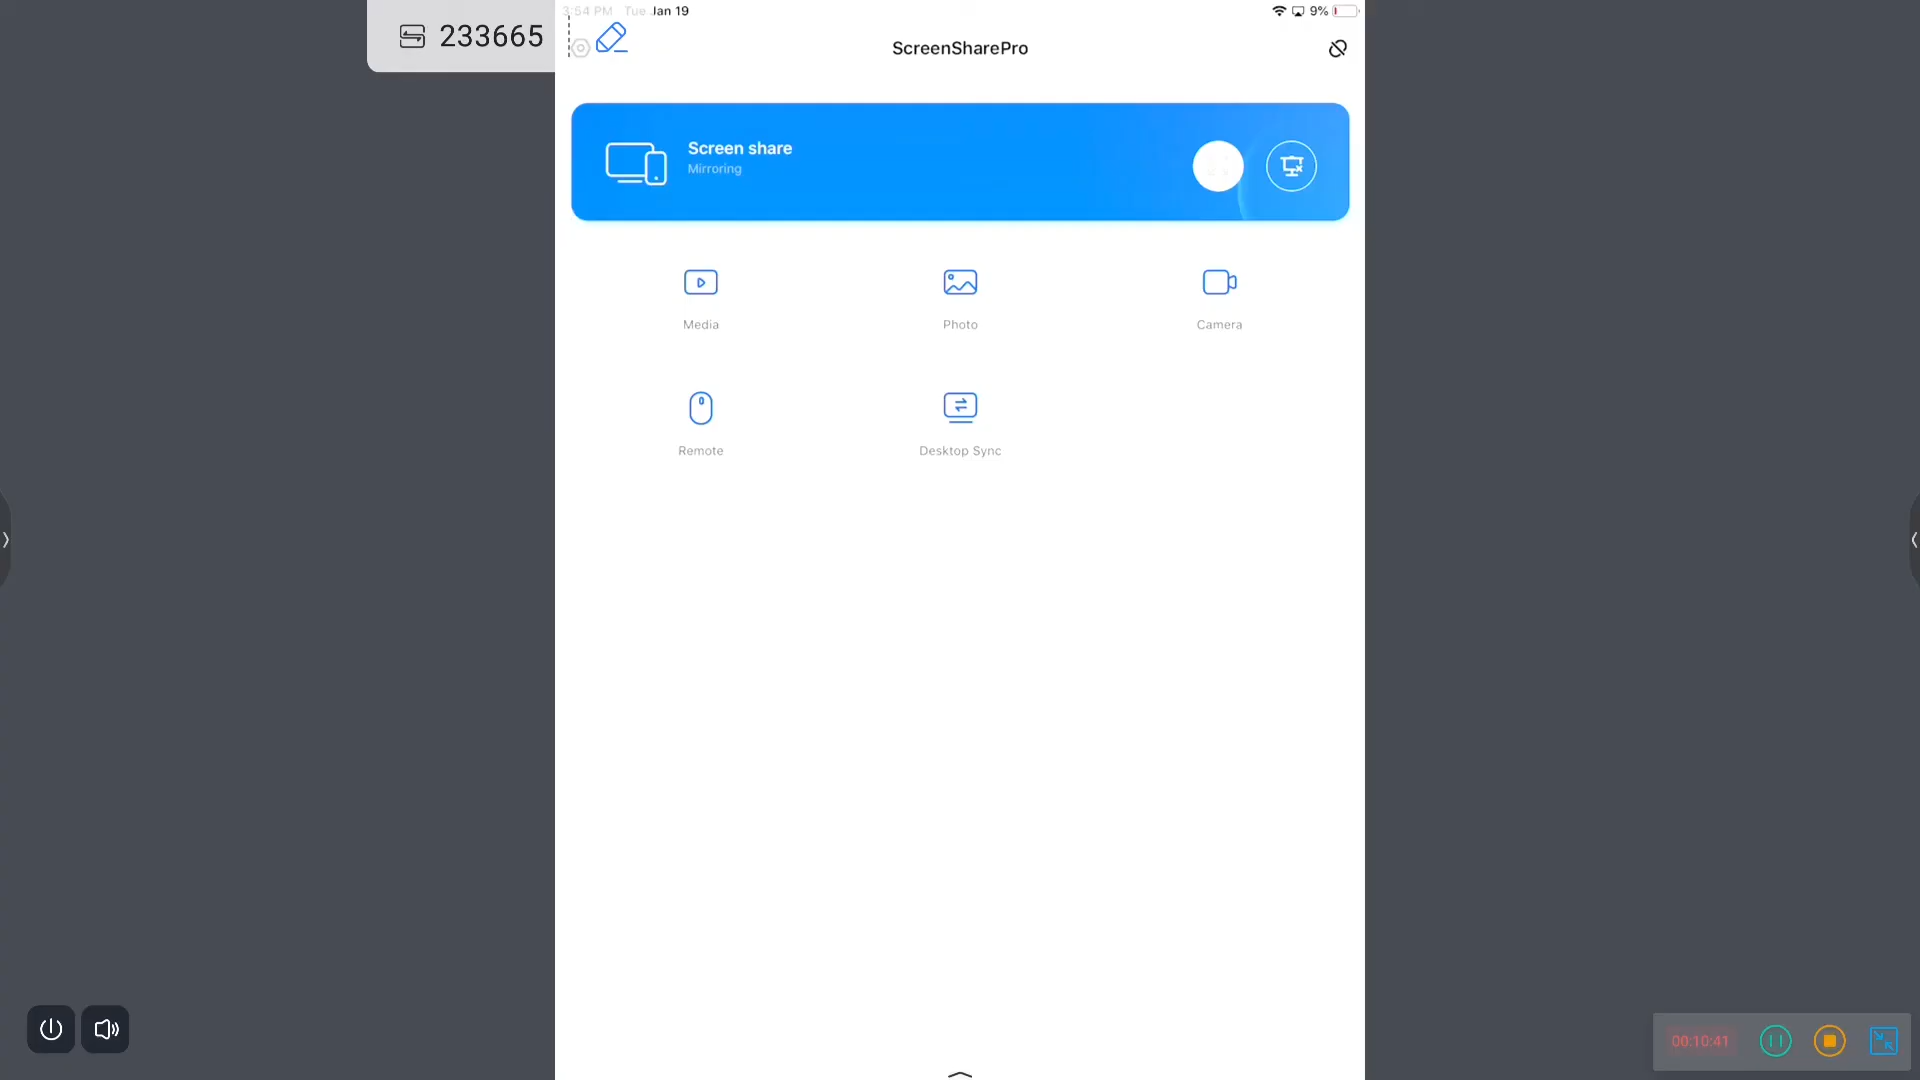 233665
3:54 PM Tue Jan 19
9%
ScreenSharePro
Screen share
Mirroring
Media
Photo
Camera
Remote
Desktop Sync
00:10:41